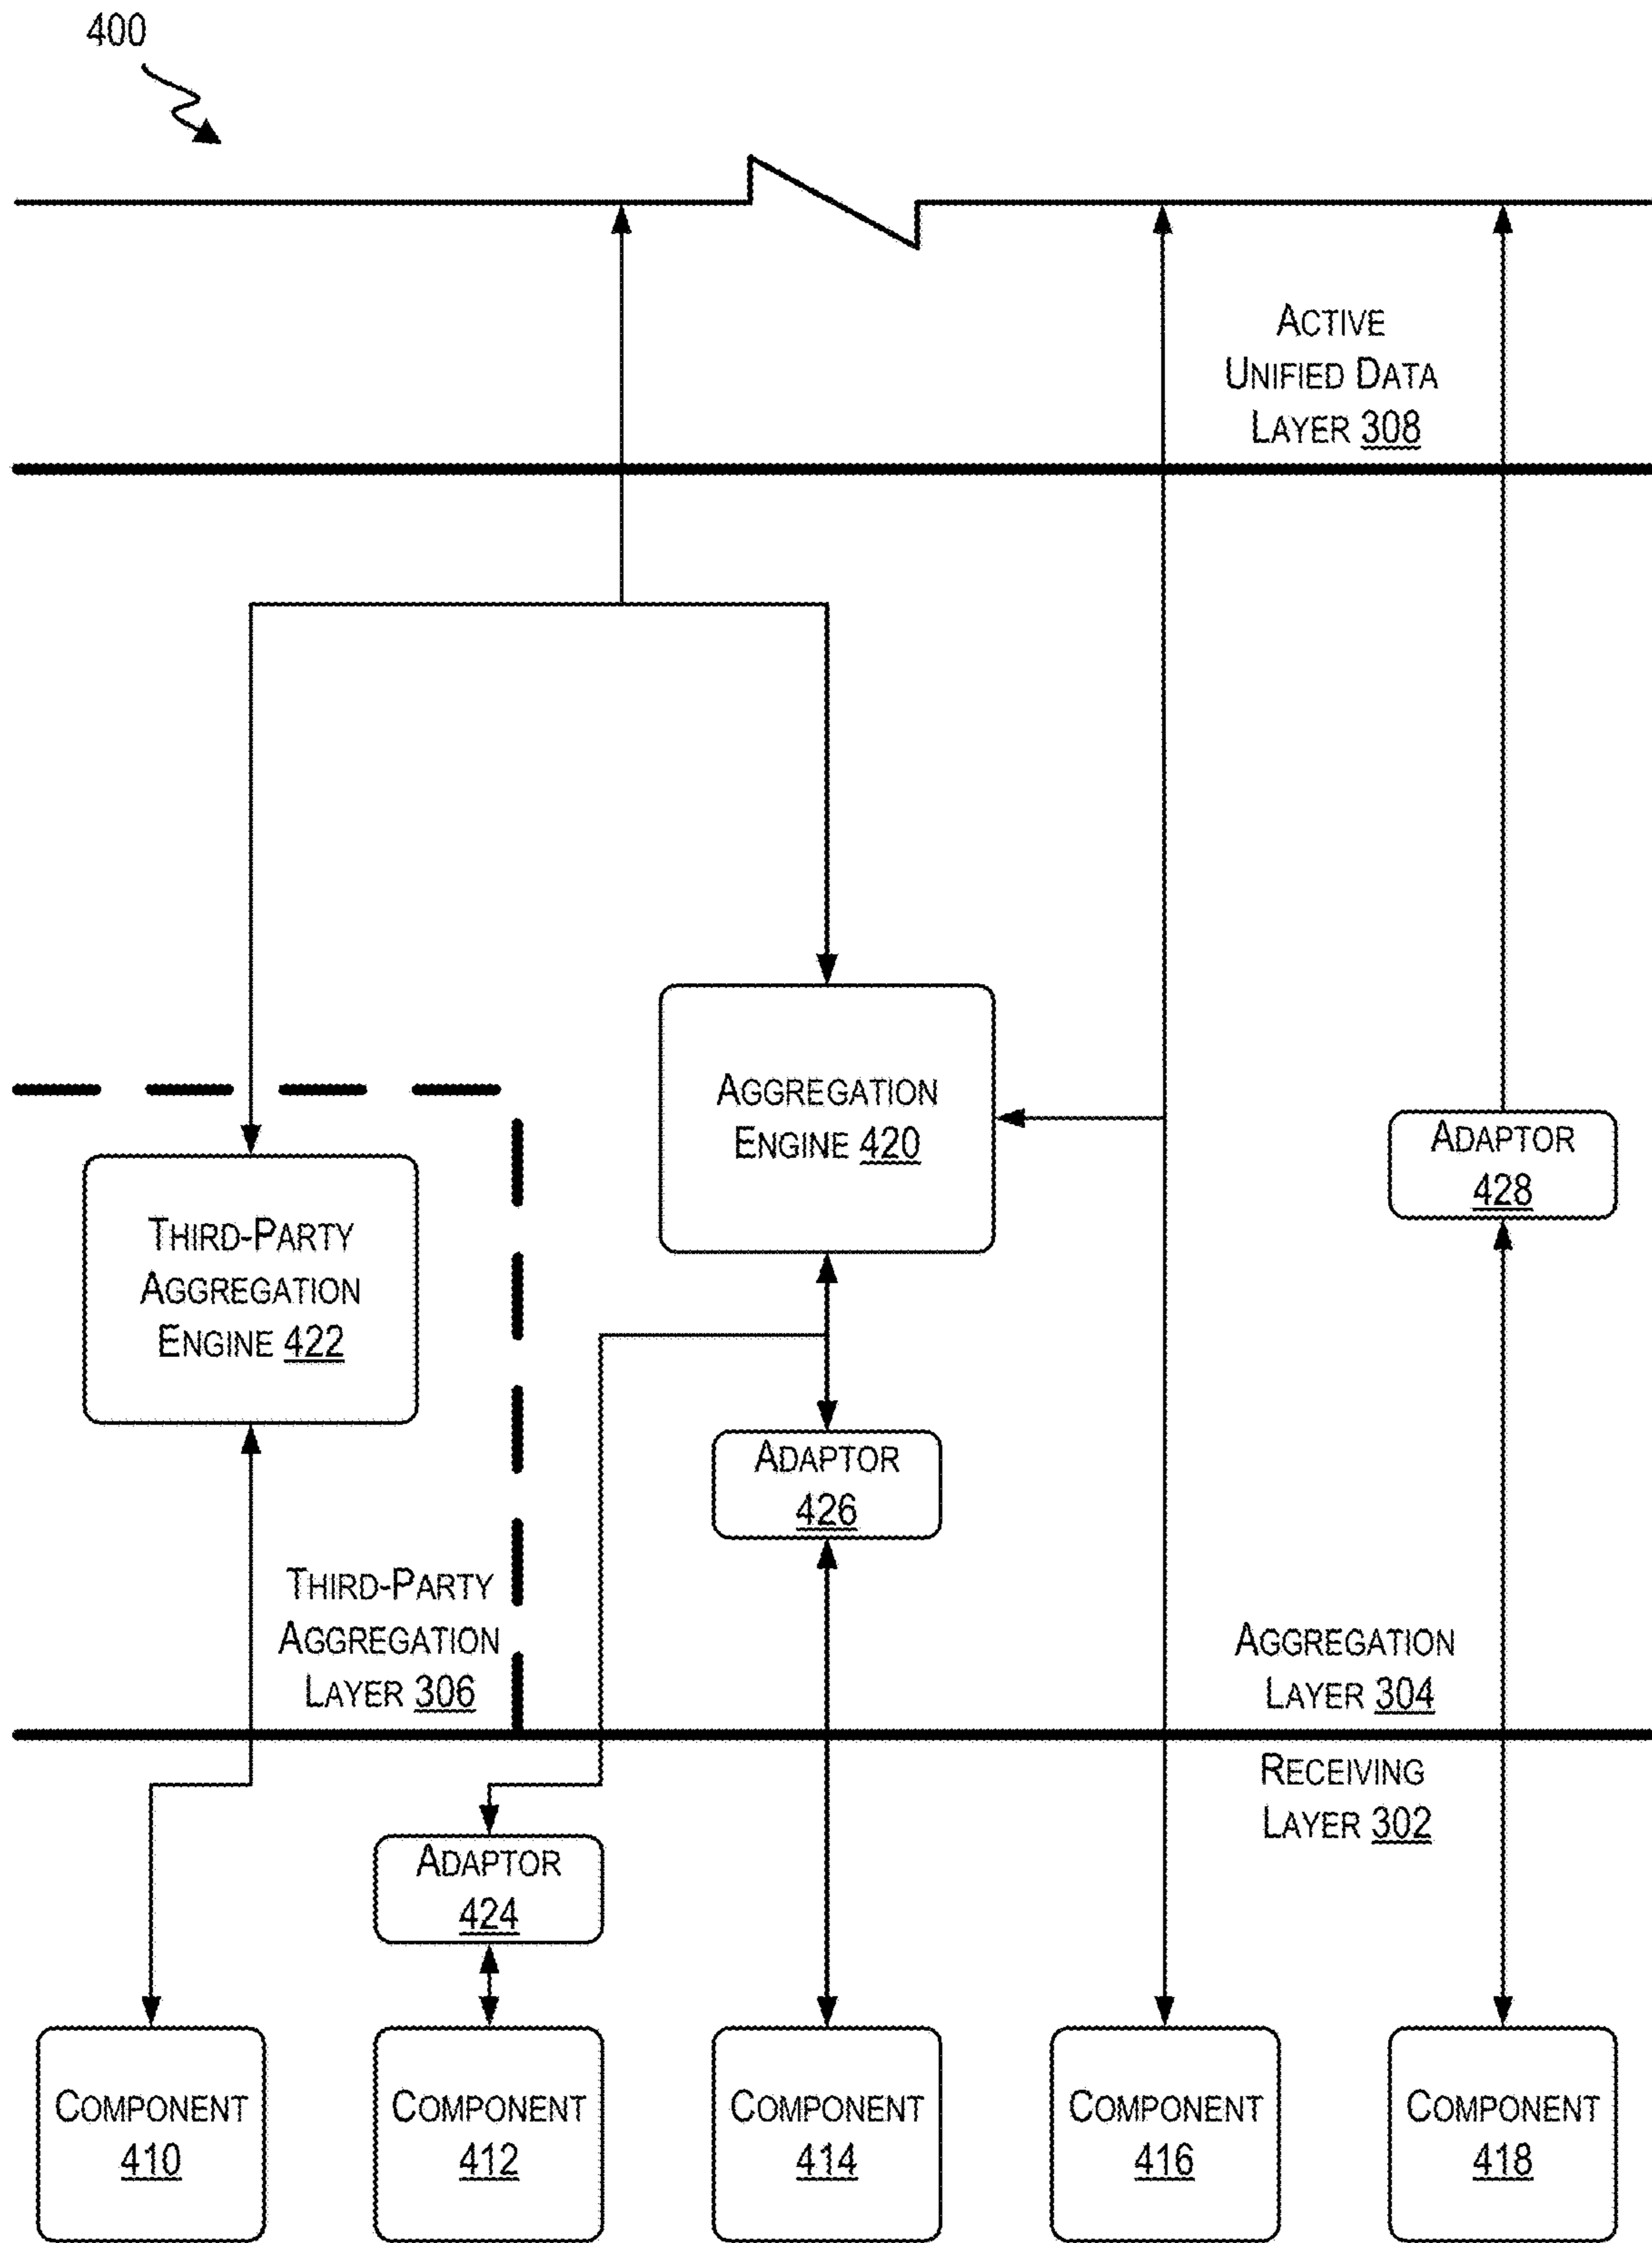 400
ACTIVE
UNIFIED DATA
LAYER 308
AGGREGATION
ENGINE 420
ADAPTOR
428
THIRD-PARTY
AGGREGATION
ENGINE 422
ADAPTOR
426
THIRD-PARTY
AGGREGATION
LAYER 306
AGGREGATION
LAYER 304
RECEIVING
LAYER 302
ADAPTOR
424
COMPONENT
410
COMPONENT
412
COMPONENT
414
COMPONENT
416
COMPONENT
418